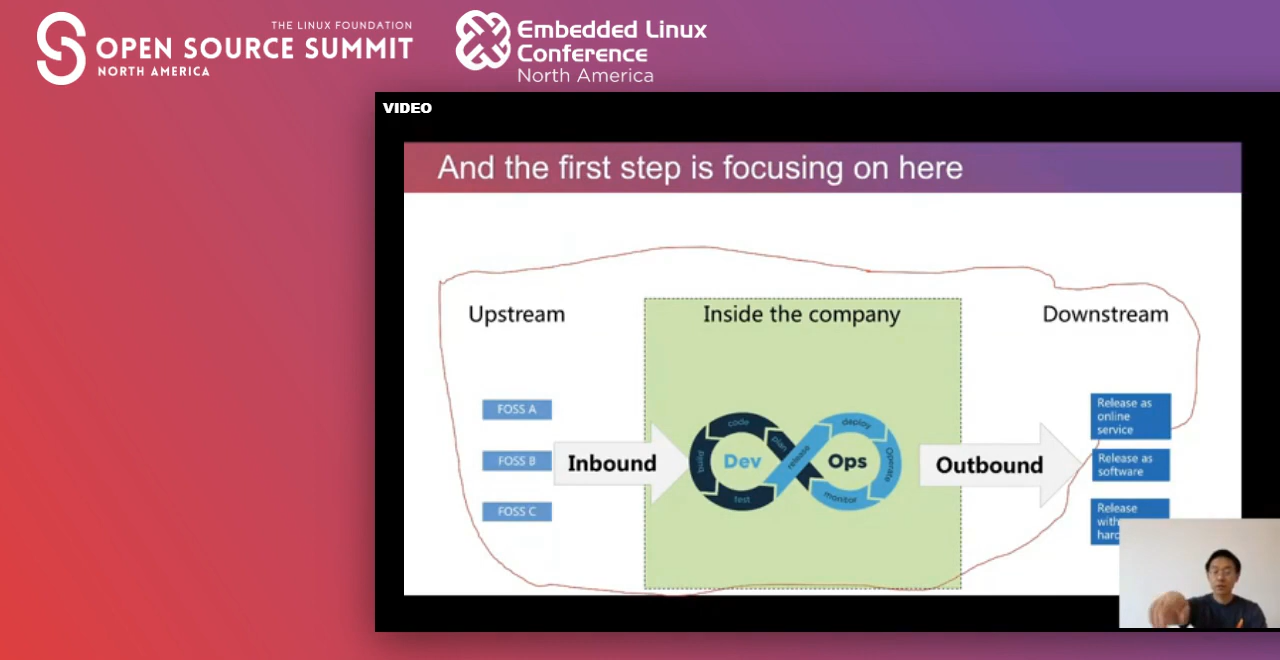 THE LINUX FOUNDATION
OPEN SOURCE SUMMIT
NORTH AMERICA
Embedded Linux
Conference
North America
VIDEO
And the first step is focusing on here
Upstream
Inside the company
Downstream
FOSS A
FOSS B
FOSS C
Inbound
code
build
test
plan
release
Dev
deploy
operate
monitor
Ops
Outbound
Release as
online
service
Release as
software
Release
with